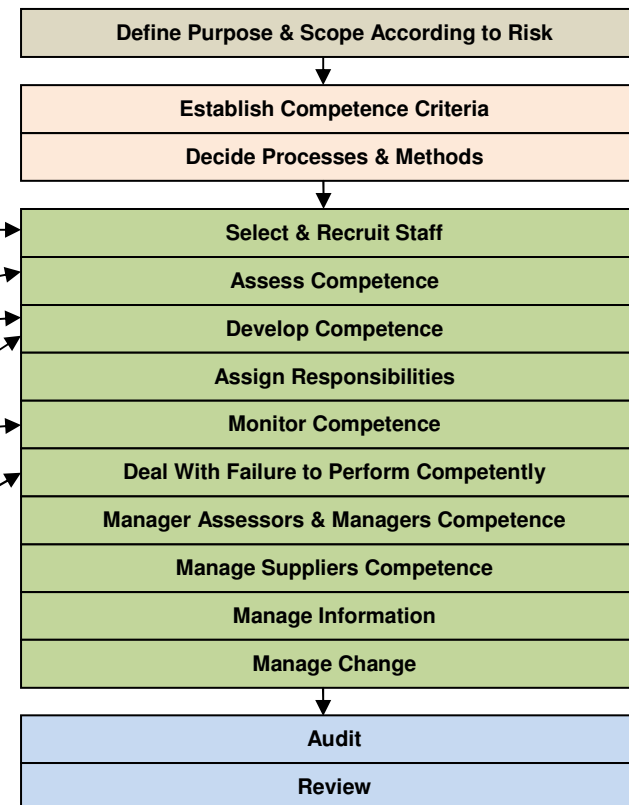 Define Purpose & Scope According to Risk
Establish Competence Criteria
Decide Processes & Methods
Select & Recruit Staff
Assess Competence
Develop Competence
Assign Responsibilities
Monitor Competence
Deal With Failure to Perform Competently
Manager Assessors & Managers Competence
Manage Suppliers Competence
Manage Information
Manage Change
Audit
Review